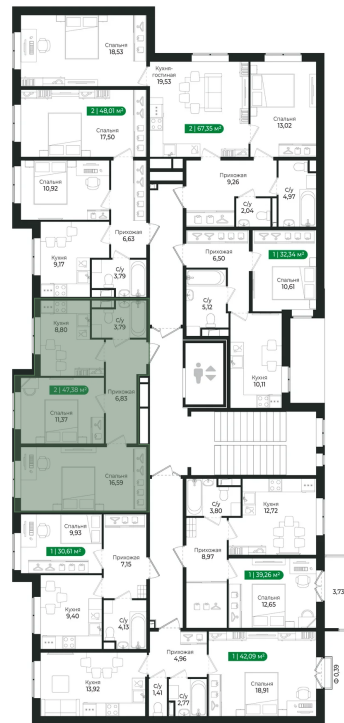 Спальня
18.53
Кухня-
гостиная
19,53
Спальня
13,02
2 | 48.01 м²
Спальня
17,50
2 | 67,35 м²
Спальня
10,92
Прихожая
9,26
С/у
4,97
С/у
2,04
Прихожая
6,63
Кухня
9,17
С/у
3,79
Прихожая
6,50
1 | 32,34 м²
Спальня
10,61
С/у
5,12
Кухня
8,80
С/у
3,79
Кухня
10,11
2 | 47,38 м²
Спальня
11,37
Прихожая
6,83
Спальня
16,59
С/у
3,80
Кухня
12,72
Спальня
9,93
1 | 30,61 м²
Прихожая
7,15
Прихожая
8,97
1 | 39,26 м²
Спальня
12,65
3,73
Кухня
9,40
С/у
4,13
Прихожая
4,96
1 | 42,09 м²
Ф 0,39
Кухня
13,92
С/у
1,41
С/у
2,77
Спальня
18,91